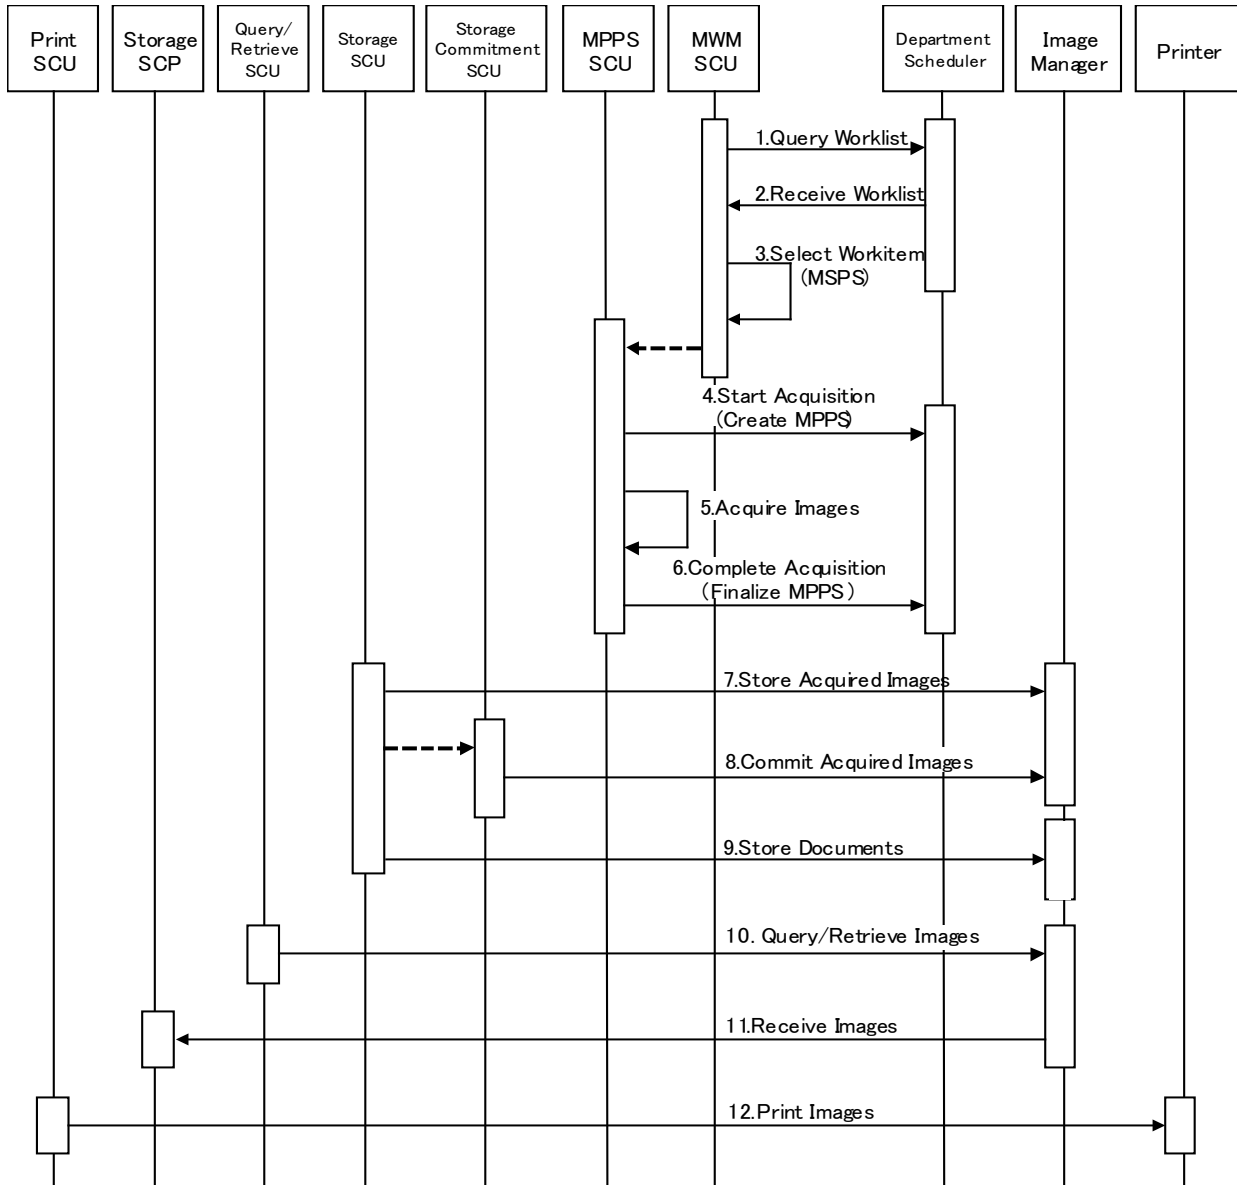 Print
SCU
Storage
SCP
Query/
Retrieve
SCU
Storage
SCU
Storage
Commitment
SCU
MPPS
SCU
MWM
SCU
Department
Scheduler
Image
Manager
Printer
1.Query Worklist
2.Receive Worklist
3.Select Workitem
(MSPS)
4.Start Acquisition
(Create MPPS)
5.Acquire Images
6.Complete Acquisition
(Finalize MPPS)
7.Store Acquired Images
8.Commit Acquired Images
9.Store Documents
10. Query/Retrieve Images
11.Receive Images
12.Print Images